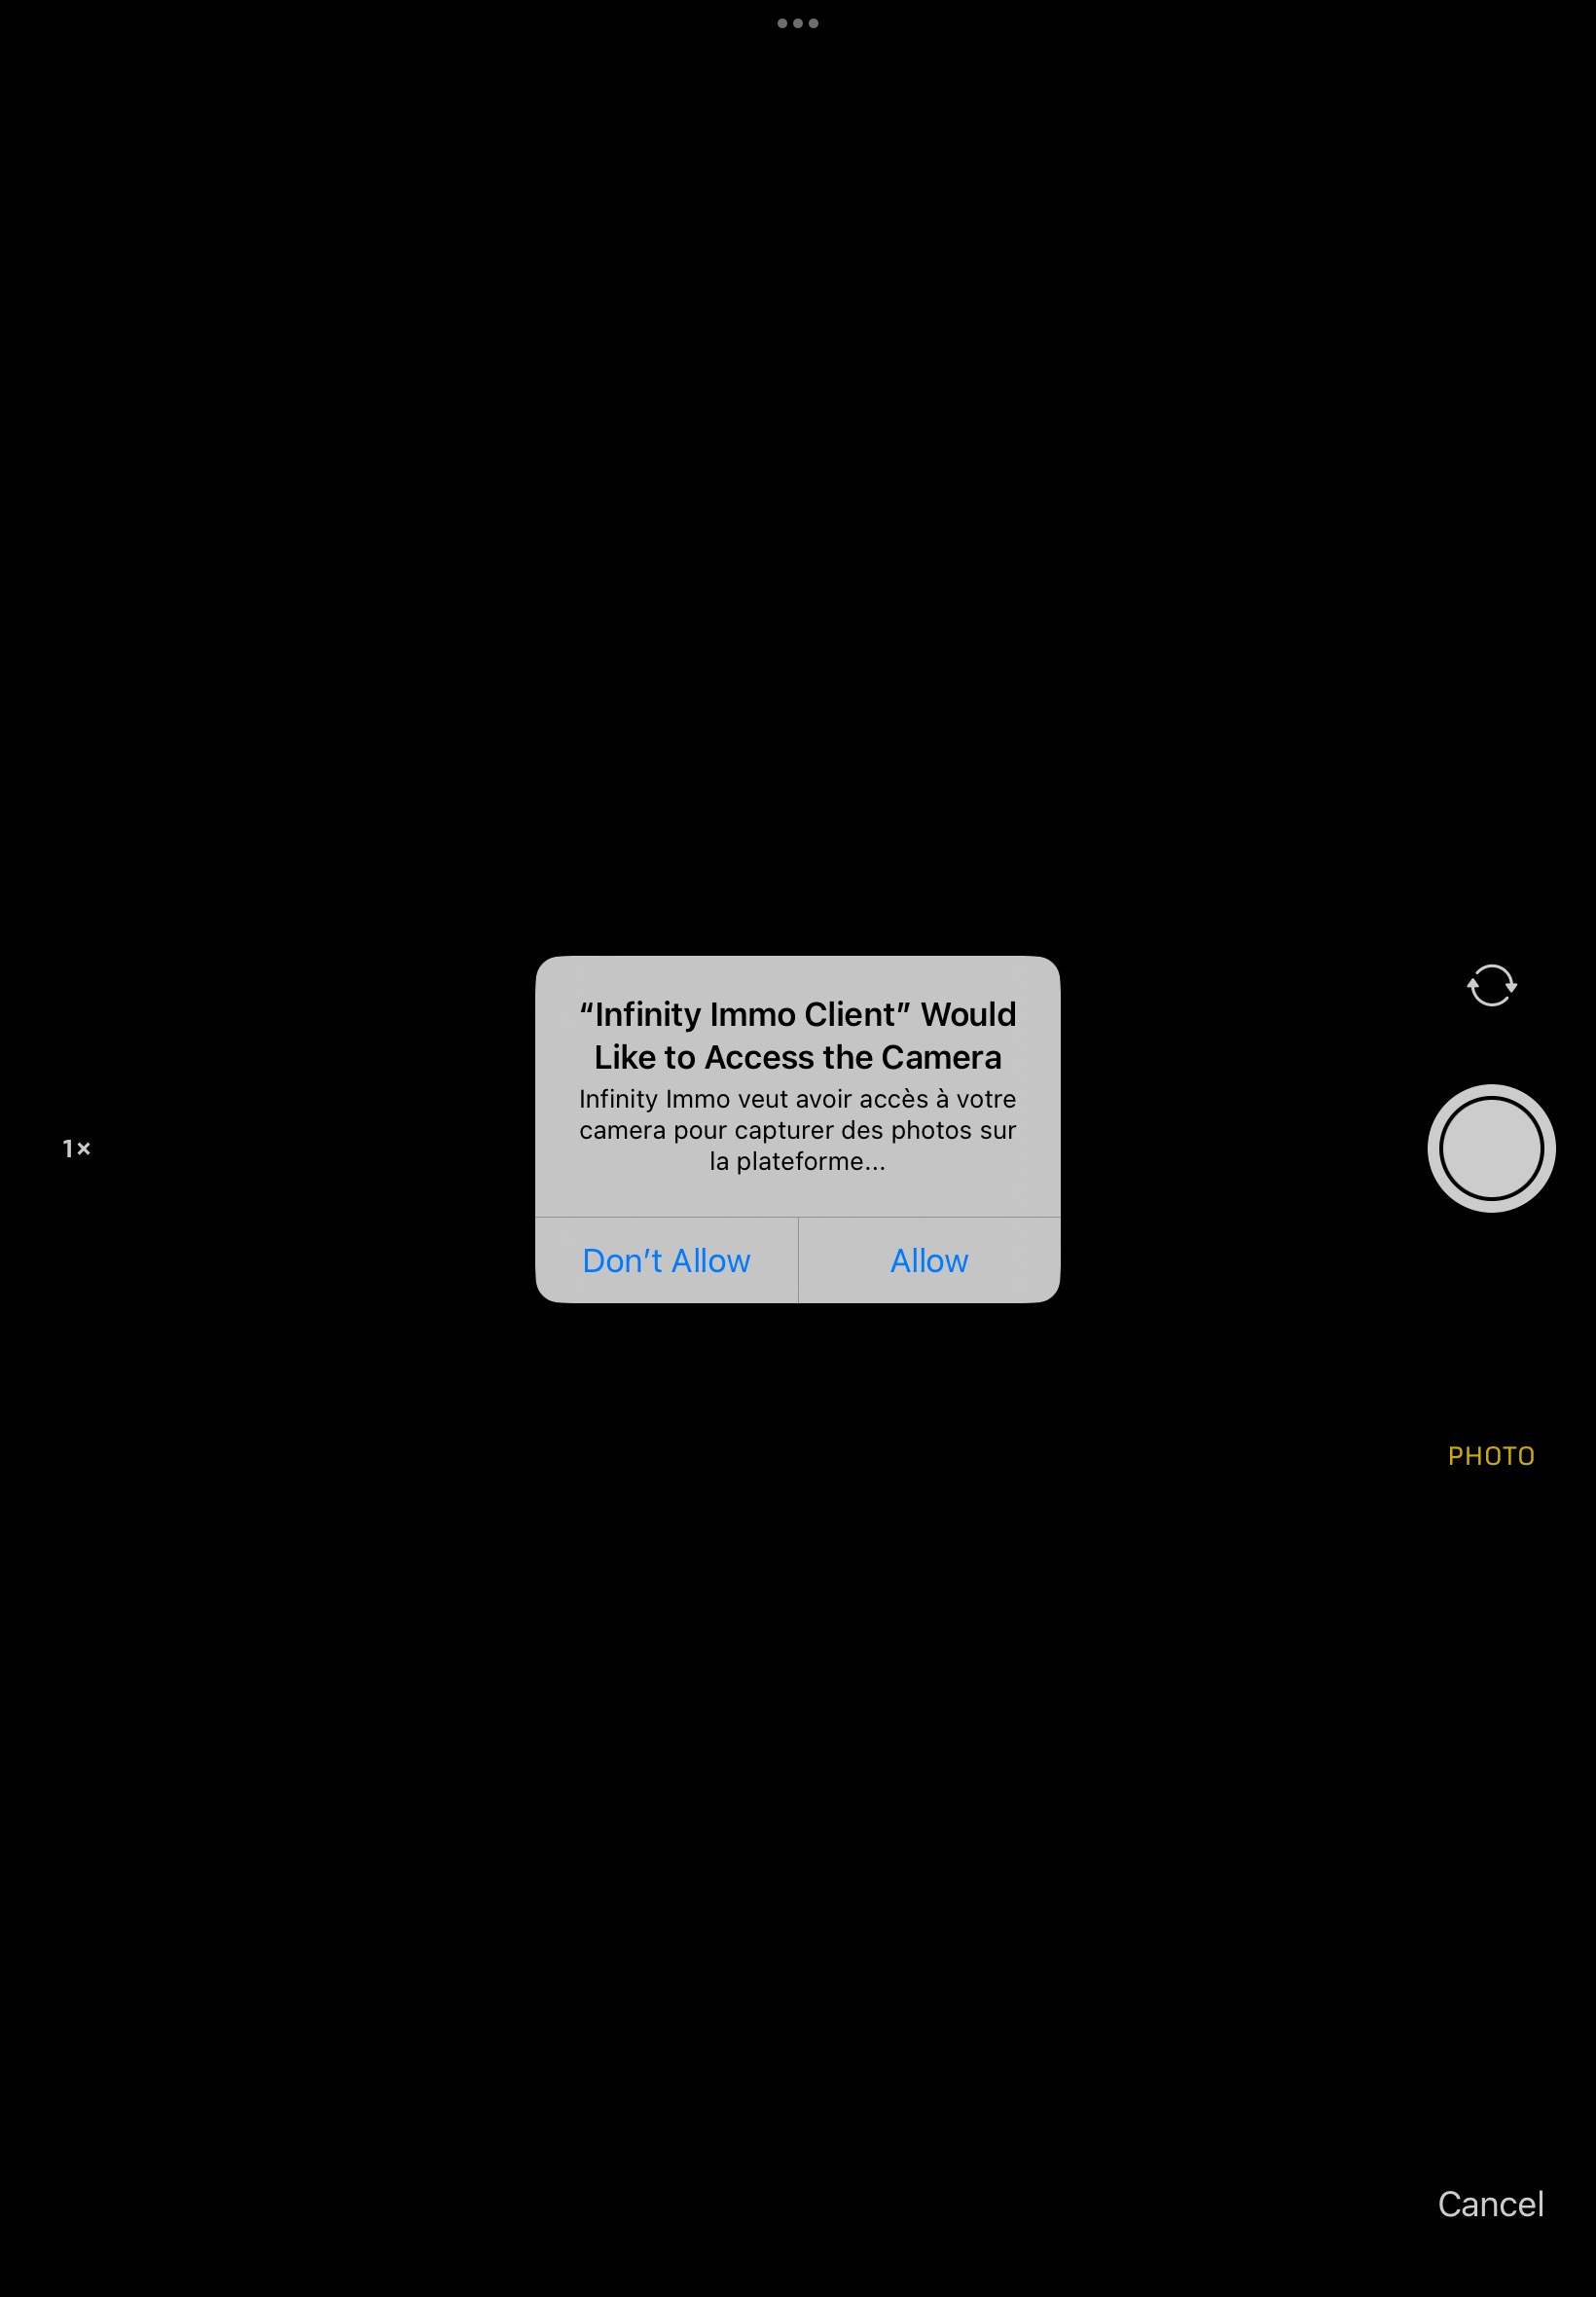 “Infinity Immo Client” Would
Like to Access the Camera
Infinity Immo veut avoir accès à votre
camera pour capturer des photos sur
la plateforme...
1×
Don’t Allow
Allow
PHOTO
Cancel